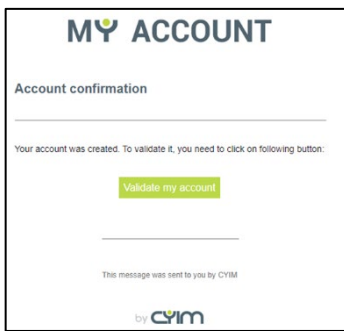 MY ACCOUNT
Account confirmation
Your account was created. To validate it, you need to click on following button:
Validate my account
This message was sent to you by CYIM
by CYIM